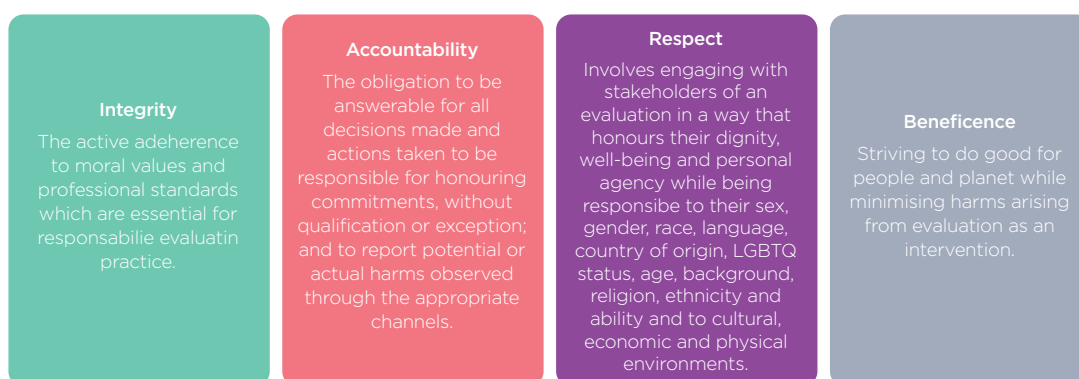 Integrity
The active adeherence
to moral values and
professional standards
which are essential for
responsabilie evaluatin
practice.
Accountability
The obligation to be
answerable for all
decisions made and
actions taken to be
responsible for honouring
commitments, without
qualification or exception;
and to report potential or
actual harms observed
through the appropriate
channels.
Respect
Involves engaging with
stakeholders of an
evaluation in a way that
honours their dignity,
well-being and personal
agency while being
responsibe to their sex,
gender, race, language,
country of origin, LGBTQ
status, age, background,
religion, ethnicity and
ability and to cultural,
economic and physical
environments.
Beneficence
Striving to do good for
people and planet while
minimising harms arising
from evaluation as an
intervention.